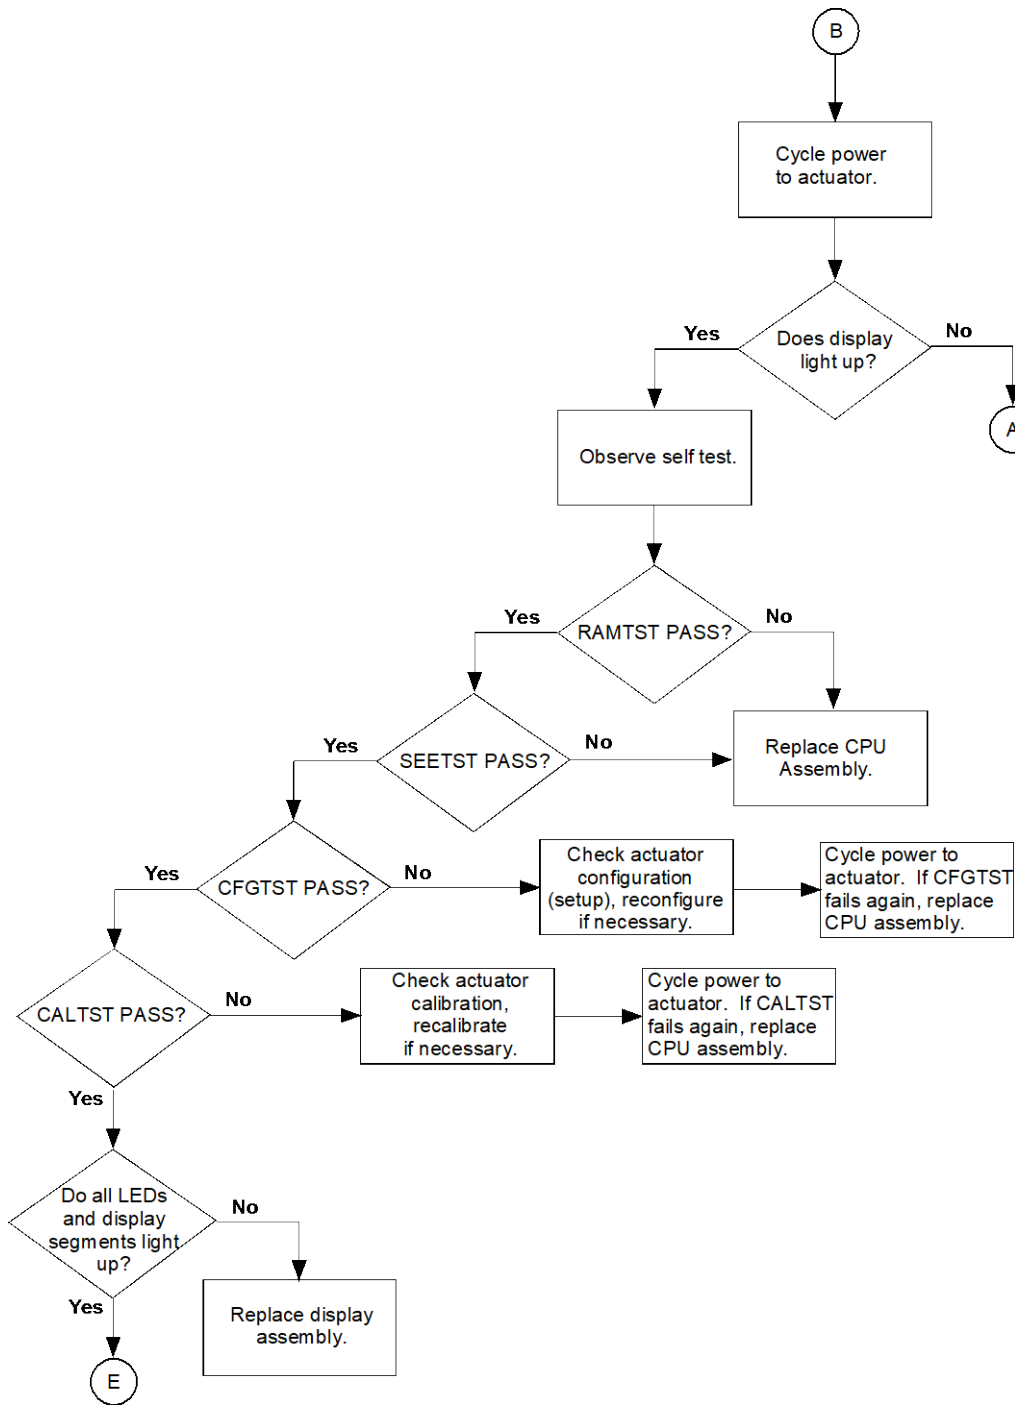 B
Cycle power
to actuator.
Yes
No
Does display
light up?
A
Observe self test.
Yes
No
RAMTST PASS?
Yes
No
SEETST PASS?
Replace CPU
Assembly.
Yes
No
CFGTST PASS?
Check actuator
configuration
(setup), reconfigure
if necessary.
Cycle power to
actuator.  If CFGTST
fails again, replace
CPU assembly.
CALTST PASS?
No
Check actuator
calibration,
recalibrate
if necessary.
Cycle power to
actuator.  If CALTST
fails again, replace
CPU assembly.
Yes
Do all LEDs
and display
segments light
up?
No
Yes
Replace display
assembly.
E